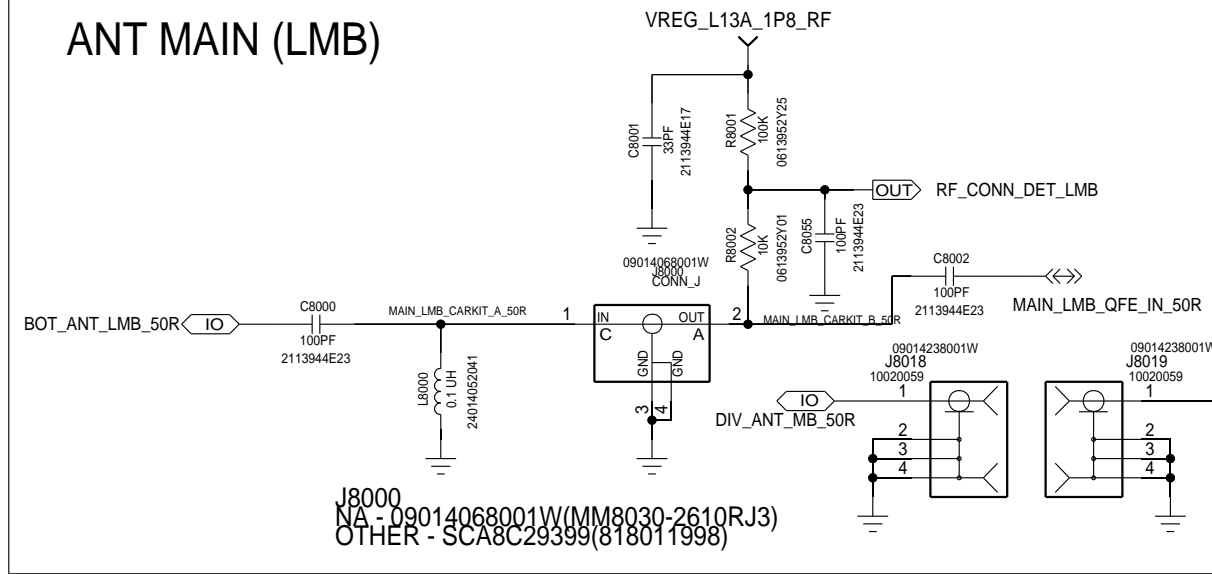 ANT MAIN (LMB)
VREG_L13A_1P8_RF
C8001
33PF
2113944E17
R8001
100K
0613952Y25
OUT
RF_CONN_DET_LMB
R8002
10K
0613952Y01
C8055
100PF
2113944E23
09014068001W
J8000
CONN_J
C8002
100PF
2113944E23
MAIN_LMB_QFE_IN_50R
BOT_ANT_LMB_50R
IO
C8000
100PF
2113944E23
MAIN_LMB_CARKIT_A_50R
1
IN
OUT
2
C
A
GND
GND
3
4
MAIN_LMB_CARKIT_B_50R
L8000
0.1 UH
24014052041
IO
DIV_ANT_MB_50R
09014238001W
J8018
10020059
1
2
3
4
09014238001W
J8019
10020059
1
2
3
4
J8000
NA - 09014068001W(MM8030-2610RJ3)
OTHER - SCA8C29399(818011998)